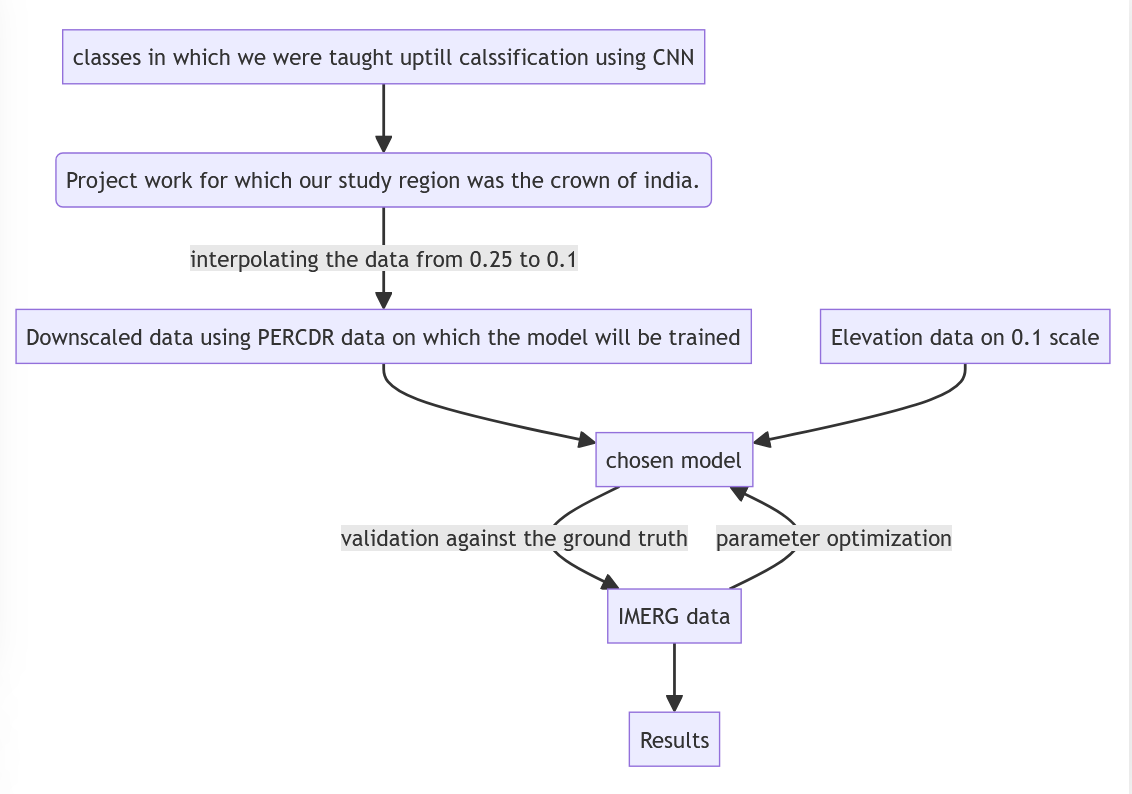 classes in which we were taught uptill calssification using CNN
Project work for which our study region was the crown of india.
interpolating the data from 0.25 to 0.1
Downscaled data using PERCDR data on which the model will be trained
Elevation data on 0.1 scale
chosen model
validation against the ground truth
parameter optimization
IMERG data
Results